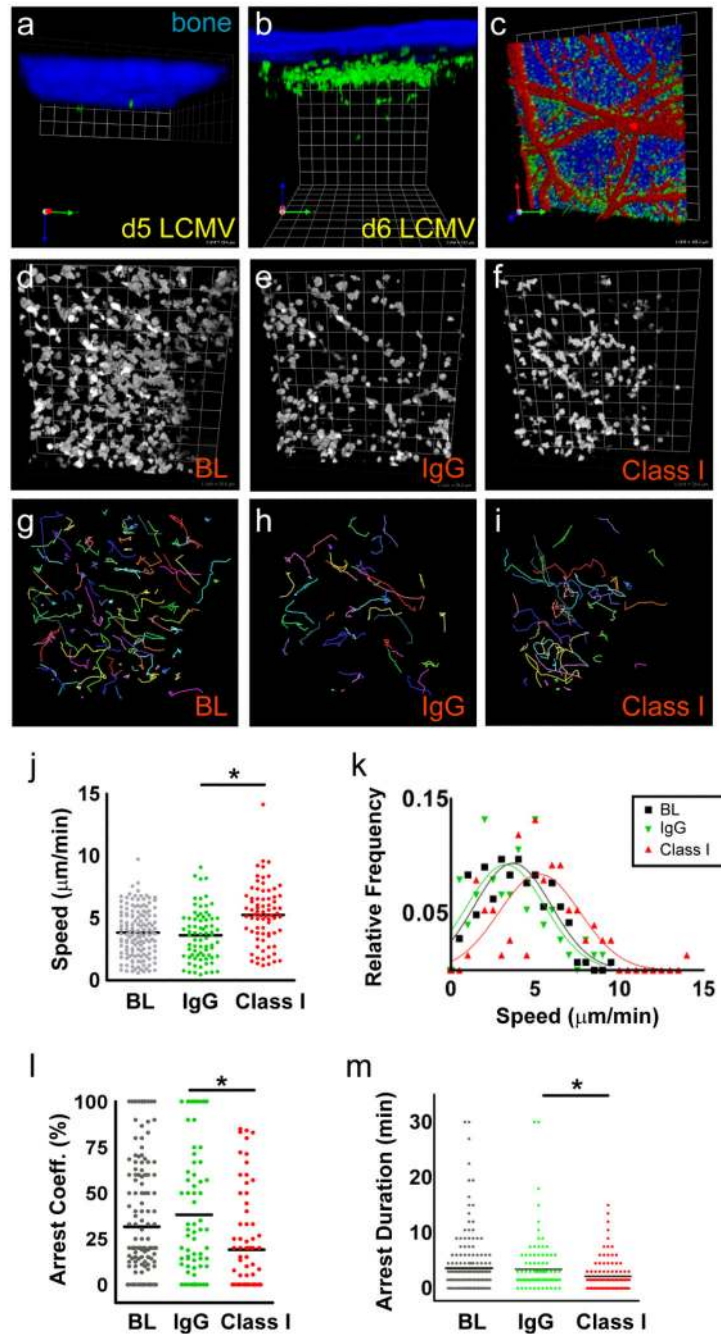 a bone
d5 LCMV
b
d6 LCMV
c
d
BL
e
IgG
f
Class I
g
BL
h
IgG
i
Class I
j
Speed (μm/min)
15
10
5
0
BL IgG Class I
*
k
Relative Frequency
0.15
0.05
0 5 10 15
Speed (μm/min)
BL
IgG
Class I
l
Arrest Coeff. (%)
100
75
50
25
0
BL IgG Class I
*
m
Arrest Duration (min)
30
20
10
0
BL IgG Class I
*